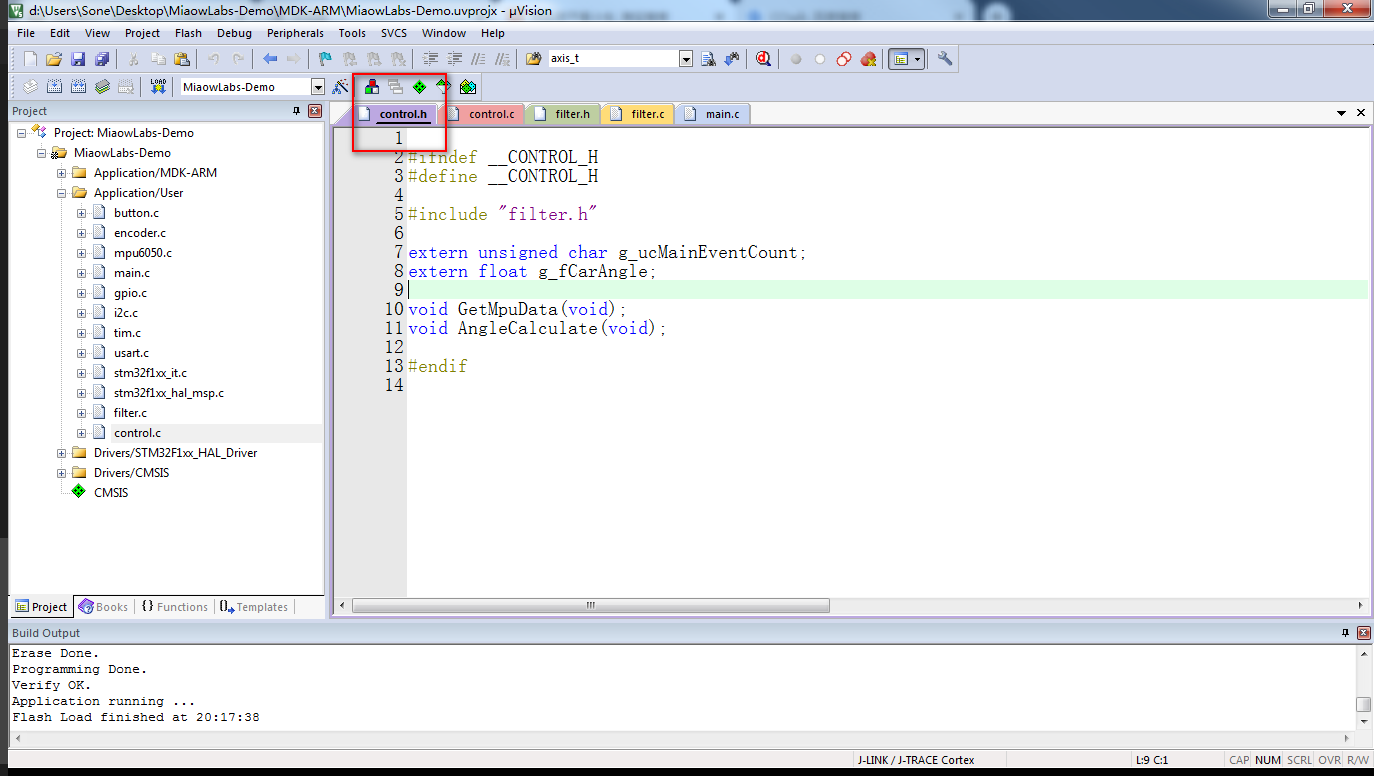 d:\Users\Sone\Desktop\MiaowLabs-Demo\MDK-ARM\MiaowLabs-Demo.uvprojx - µVision
File Edit View Project Flash Debug Peripherals Tools SVCS Window Help
axis_t
LOAD MiaowLabs-Demo
Project
control.h control.c filter.h filter.c main.c
Project: MiaowLabs-Demo
MiaowLabs-Demo
Application/MDK-ARM
Application/User
button.c
encoder.c
mpu6050.c
main.c
gpio.c
i2c.c
tim.c
usart.c
stm32f1xx_it.c
stm32f1xx_hal_msp.c
filter.c
control.c
Drivers/STM32F1xx_HAL_Driver
Drivers/CMSIS
CMSIS
1
2 #ifndef __CONTROL_H
3 #define __CONTROL_H
4
5 #include "filter.h"
6
7 extern unsigned char g_ucMainEventCount;
8 extern float g_fCarAngle;
9
10 void GetMpuData(void);
11 void AngleCalculate(void);
12
13 #endif
14
Project Books {} Functions Templates
Build Output
Erase Done.
Programming Done.
Verify OK.
Application running ...
Flash Load finished at 20:17:38
J-LINK / J-TRACE Cortex L:9 C:1 CAP NUM SCRL OVR R/W